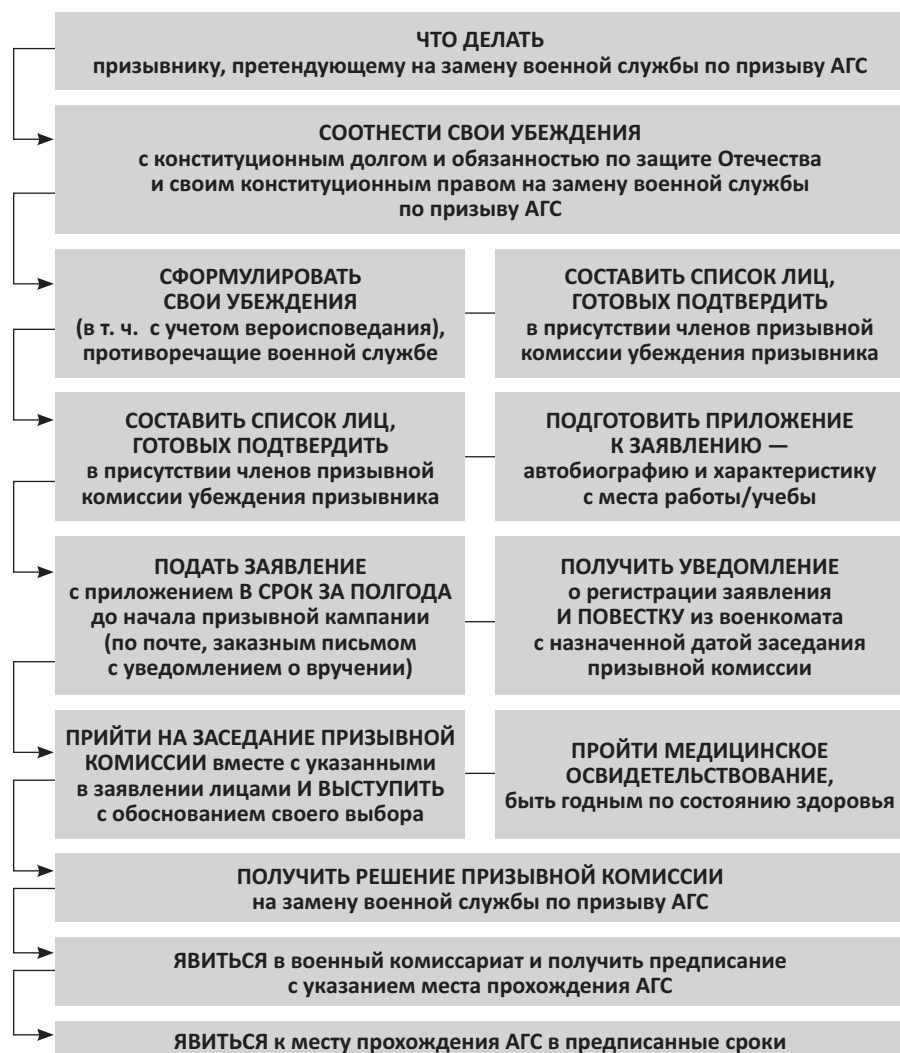 ЧТО ДЕЛАТЬ
призывнику, претендующему на замену военной службы по призыву АГС
СООТНЕСТИ СВОИ УБЕЖДЕНИЯ
с конституционным долгом и обязанностью по защите Отечества
и своим конституционным правом на замену военной службы
по призыву АГС
СФОРМУЛИРОВАТЬ
СВОИ УБЕЖДЕНИЯ
(в т. ч. с учетом вероисповедания),
противоречащие военной службе
СОСТАВИТЬ СПИСОК ЛИЦ,
ГОТОВЫХ ПОДТВЕРДИТЬ
в присутствии членов призывной
комиссии убеждения призывника
СОСТАВИТЬ СПИСОК ЛИЦ,
ГОТОВЫХ ПОДТВЕРДИТЬ
в присутствии членов призывной
комиссии убеждения призывника
ПОДГОТОВИТЬ ПРИЛОЖЕНИЕ
К ЗАЯВЛЕНИЮ —
автобиографию и характеристику
с места работы/учебы
ПОДАТЬ ЗАЯВЛЕНИЕ
с приложением В СРОК ЗА ПОЛГОДА
до начала призывной кампании
(по почте, заказным письмом
с уведомлением о вручении)
ПОЛУЧИТЬ УВЕДОМЛЕНИЕ
о регистрации заявления
И ПОВЕСТКУ из военкомата
с назначенной датой заседания
призывной комиссии
ПРИЙТИ НА ЗАСЕДАНИЕ ПРИЗЫВНОЙ
КОМИССИИ вместе с указанными
в заявлении лицами И ВЫСТУПИТЬ
с обоснованием своего выбора
ПРОЙТИ МЕДИЦИНСКОЕ
ОСВИДЕТЕЛЬСТВОВАНИЕ,
быть годным по состоянию здоровья
ПОЛУЧИТЬ РЕШЕНИЕ ПРИЗЫВНОЙ КОМИССИИ
на замену военной службы по призыву АГС
ЯВИТЬСЯ в военный комиссариат и получить предписание
с указанием места прохождения АГС
ЯВИТЬСЯ к месту прохождения АГС в предписанные сроки